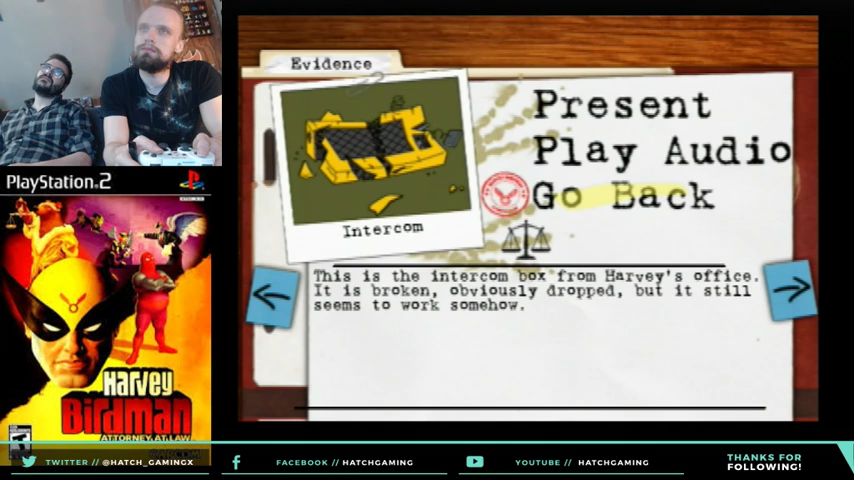 Evidence
Present
Play Audio
Go Back
Intercom
This is the intercom box from Harvey's office.
It is broken, obviously dropped, but it still
seems to work somehow.
PlayStation®2
HARVEY
BIRDMAN
ATTORNEY AT LAW
CAPCOM
TWITTER // @HATCH_GAMINGX
FACEBOOK // HATCHGAMING
YOUTUBE // HATCHGAMING
THANKS FOR
FOLLOWING!